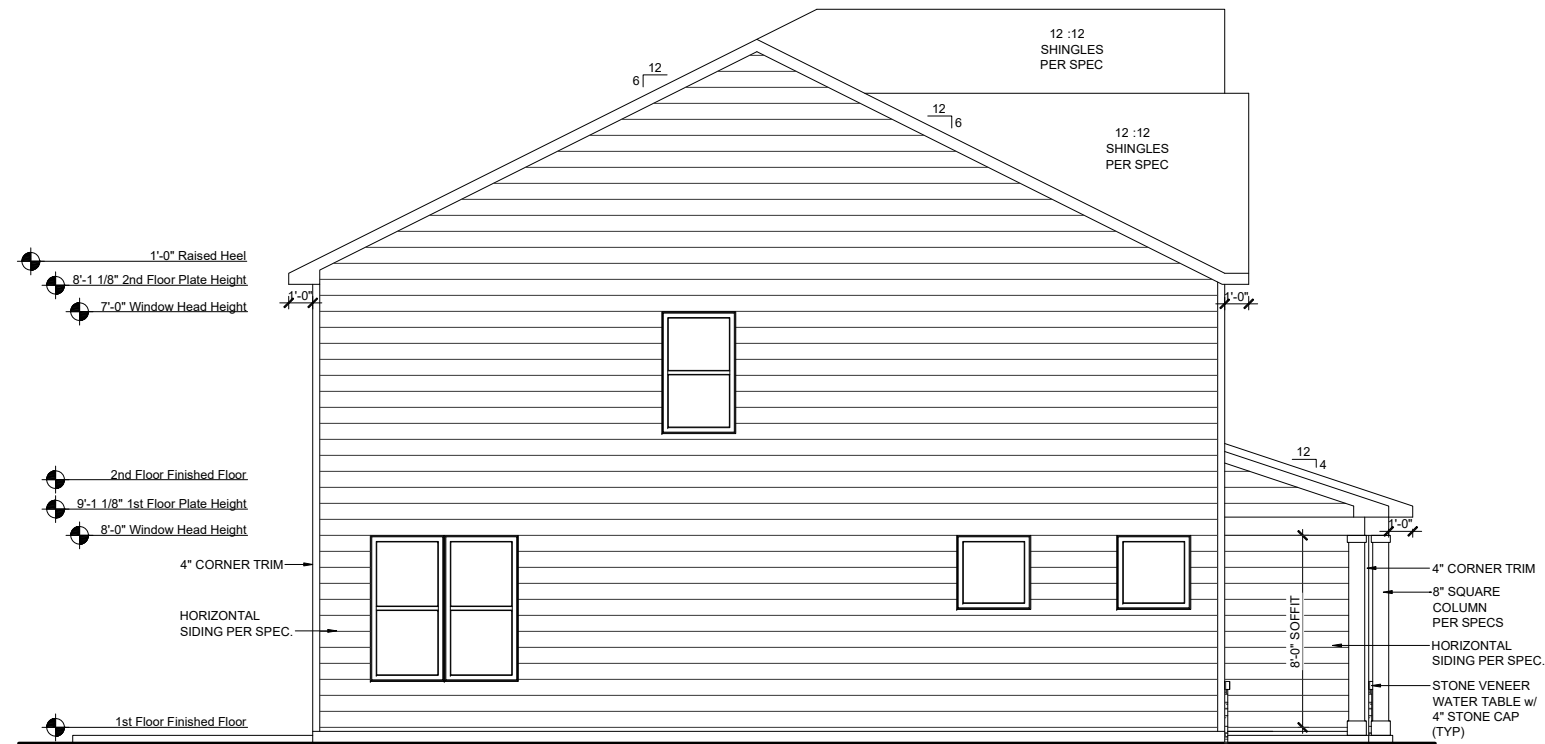 12 :12
SHINGLES
PER SPEC
12
6
12
6
12 :12
SHINGLES
PER SPEC
1'-0" Raised Heel
8'-1 1/8" 2nd Floor Plate Height
7'-0" Window Head Height
1'-0"
1'-0"
2nd Floor Finished Floor
9'-1 1/8" 1st Floor Plate Height
8'-0" Window Head Height
12
4
1'-0"
4" CORNER TRIM
HORIZONTAL
SIDING PER SPEC.
8'-0" SOFFIT
4" CORNER TRIM
8" SQUARE
COLUMN
PER SPECS
HORIZONTAL
SIDING PER SPEC.
STONE VENEER
WATER TABLE w/
4" STONE CAP
(TYP)
1st Floor Finished Floor